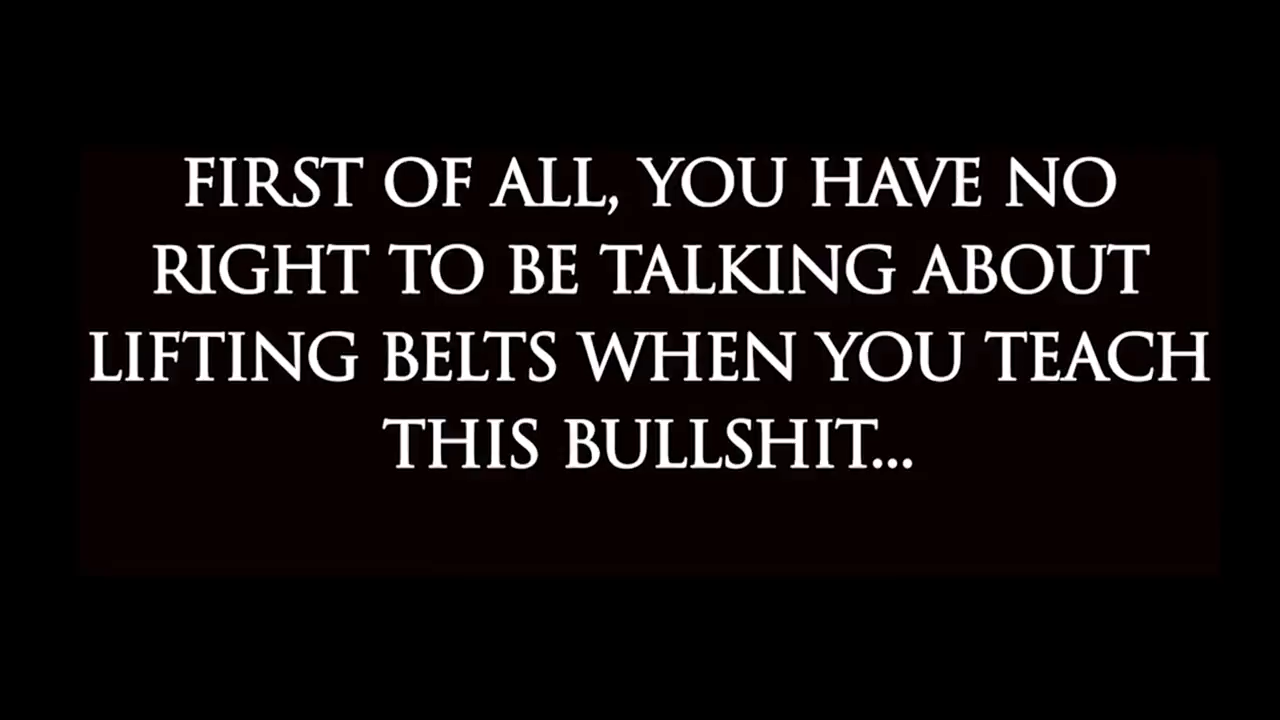 FIRST OF ALL, YOU HAVE NO
RIGHT TO BE TALKING ABOUT
LIFTING BELTS WHEN YOU TEACH
THIS BULLSHIT...